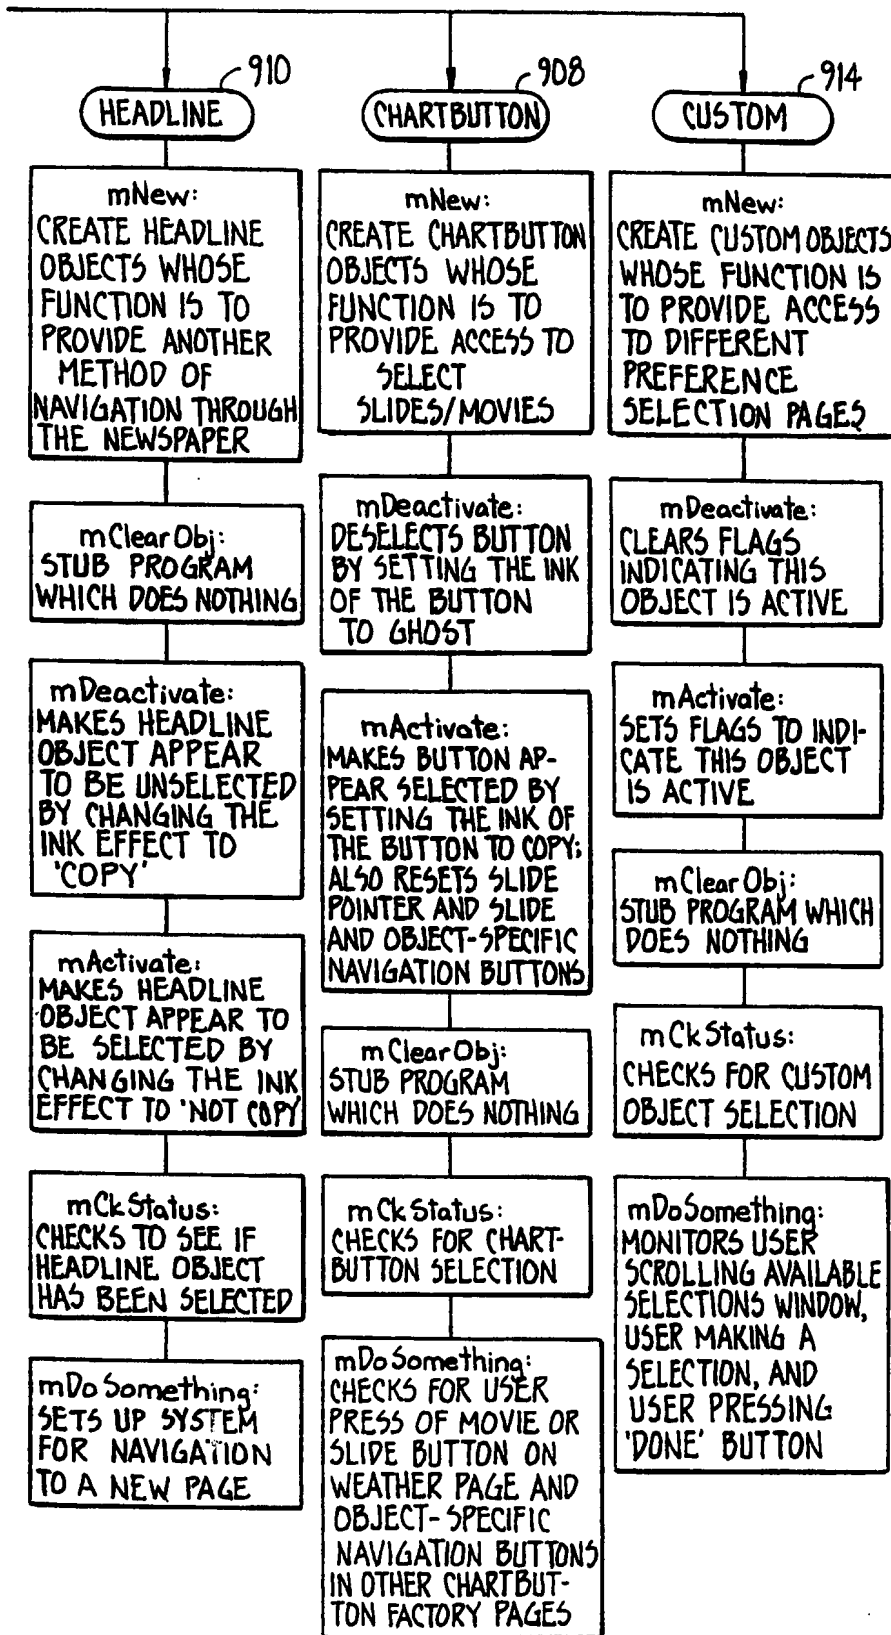 910
HEADLINE
mNew:
CREATE HEADLINE
OBJECTS WHOSE
FUNCTION IS TO
PROVIDE ANOTHER
METHOD OF
NAVIGATION THROUGH
THE NEWSPAPER
mClearObj:
STUB PROGRAM
WHICH DOES NOTHING
mDeactivate:
MAKES HEADLINE
OBJECT APPEAR
TO BE UNSELECTED
BY CHANGING THE
INK EFFECT TO
'COPY'
mActivate:
MAKES HEADLINE
OBJECT APPEAR TO
BE SELECTED BY
CHANGING THE INK
EFFECT TO 'NOT COPY
mCkStatus:
CHECKS TO SEE IF
HEADLINE OBJECT
HAS BEEN SELECTED
mDoSomething:
SETS UP SYSTEM
FOR NAVIGATION
TO A NEW PAGE
908
CHARTBUTTON
mNew:
CREATE CHARTBUTTON
OBJECTS WHOSE
FUNCTION IS TO
PROVIDE ACCESS TO
SELECT
SLIDES/MOVIES
mDeactivate:
DESELECTS BUTTON
BY SETTING THE INK
OF THE BUTTON
TO GHOST
mActivate:
MAKES BUTTON AP-
PEAR SELECTED BY
SETTING THE INK OF
THE BUTTON TO COPY;
ALSO RESETS SLIDE
POINTER AND SLIDE
AND OBJECT-SPECIFIC
NAVIGATION BUTTONS
mClearObj:
STUB PROGRAM
WHICH DOES NOTHING
mCkStatus:
CHECKS FOR CHART-
BUTTON SELECTION
mDoSomething:
CHECKS FOR USER
PRESS OF MOVIE OR
SLIDE BUTTON ON
WEATHER PAGE AND
OBJECT-SPECIFIC
NAVIGATION BUTTONS
IN OTHER CHARTBUT-
TON FACTORY PAGES
914
CUSTOM
mNew:
CREATE CUSTOM OBJECTS
WHOSE FUNCTION IS
TO PROVIDE ACCESS
TO DIFFERENT
PREFERENCE
SELECTION PAGES
mDeactivate:
CLEARS FLAGS
INDICATING THIS
OBJECT IS ACTIVE
mActivate:
SETS FLAGS TO INDI-
CATE THIS OBJECT
IS ACTIVE
mClearObj:
STUB PROGRAM WHICH
DOES NOTHING
mCkStatus:
CHECKS FOR CUSTOM
OBJECT SELECTION
mDoSomething:
MONITORS USER
SCROLLING AVAILABLE
SELECTIONS WINDOW,
USER MAKING A
SELECTION, AND
USER PRESSING
'DONE' BUTTON